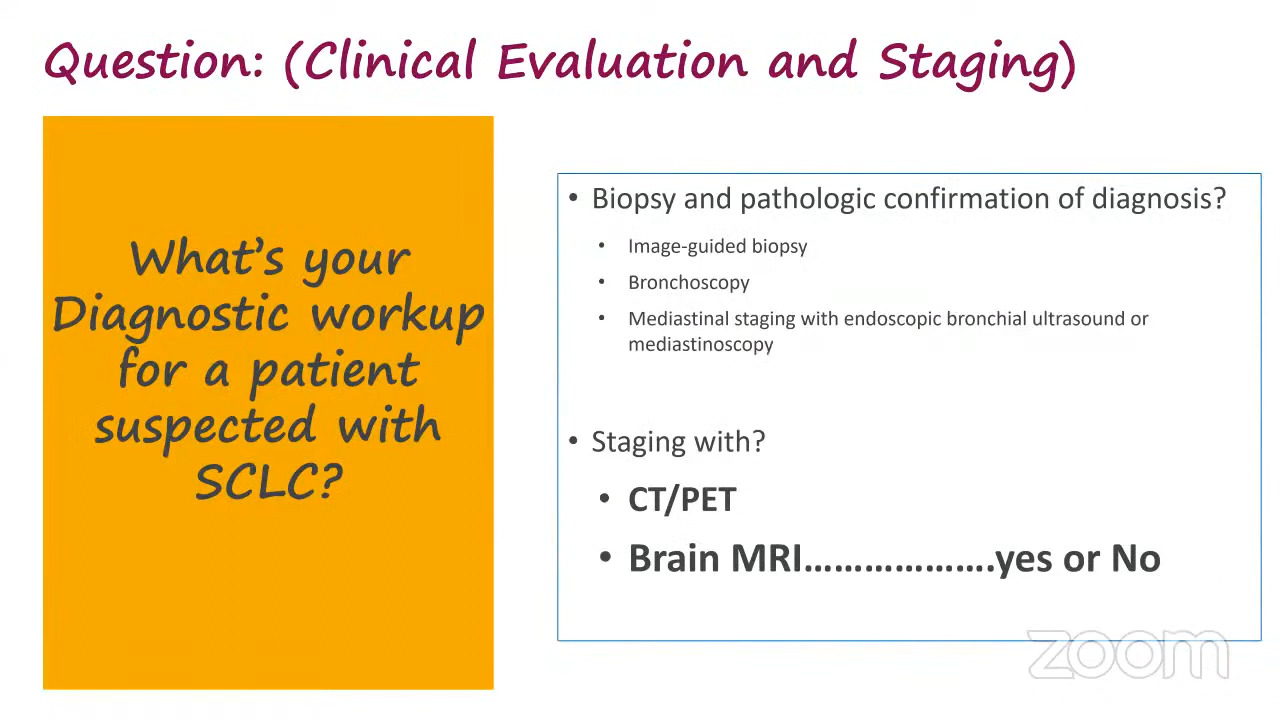 Question: (Clinical Evaluation and Staging)
What's your
Diagnostic workup
for a patient
suspected with
SCLC?
• Biopsy and pathologic confirmation of diagnosis?
• Image-guided biopsy
• Bronchoscopy
• Mediastinal staging with endoscopic bronchial ultrasound or
mediastinoscopy
• Staging with?
• CT/PET
• Brain MRI………………….yes or No
zoom